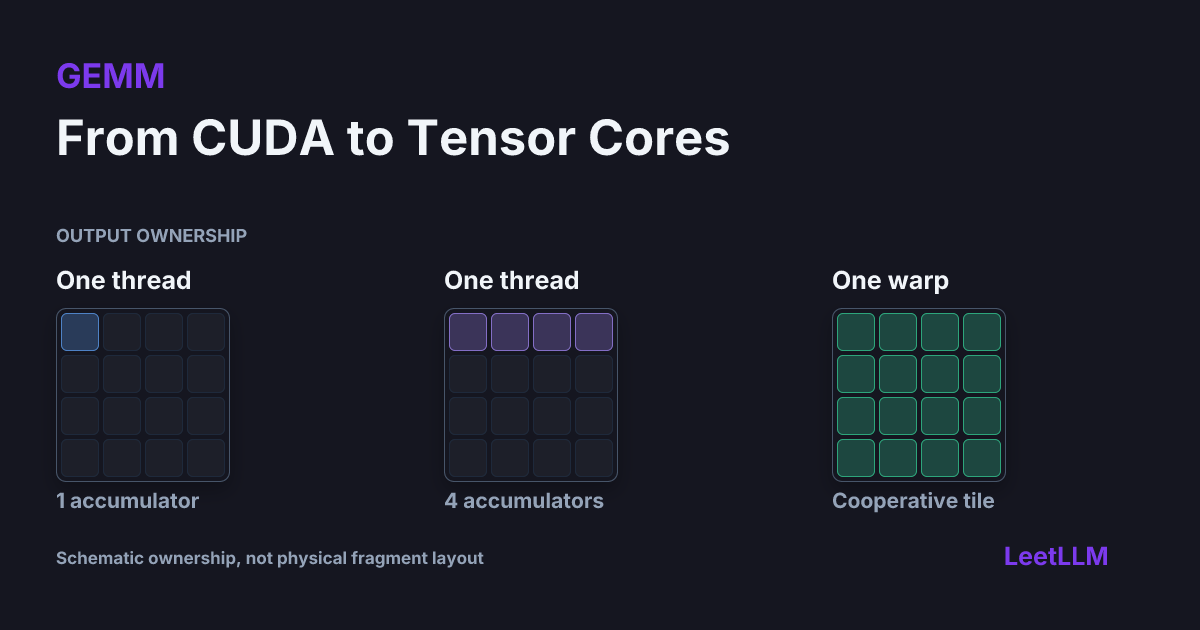 GEMM
From CUDA to Tensor Cores
OUTPUT OWNERSHIP
One thread
One thread
One warp
1 accumulator
4 accumulators
Cooperative tile
Schematic ownership, not physical fragment layout
LeetLLM